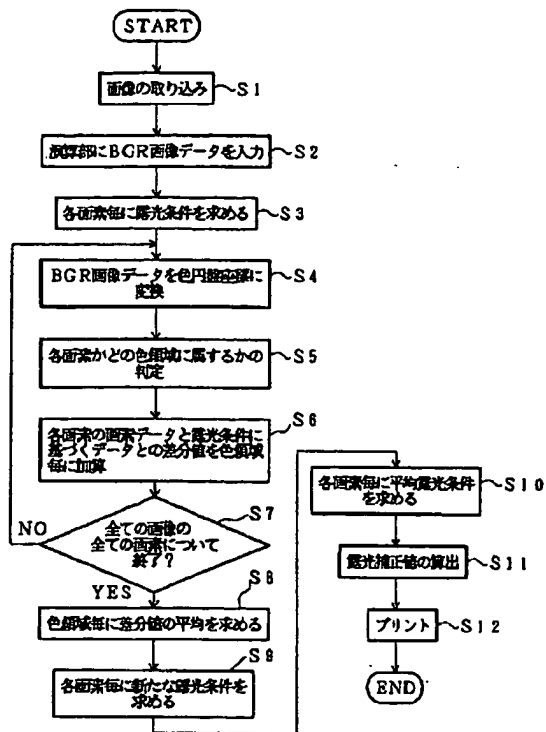 START
画像の取り込み
S1
演算部にBGR画像データを入力
S2
各画素毎に露光条件を求める
S3
BGR画像データを色円盤座標に
変換
S4
各画素がどの色領域に属するかの
判定
S5
各画素の画素データと露光条件に
基づくデータとの差分値を色領域
毎に加算
S6
全ての画像の
全ての画素について
終了?
S7
NO
YES
色領域毎に差分値の平均を求める
S8
各画素毎に新たな露光条件を
求める
S9
各画素毎に平均露光条件
を求める
S10
露光補正値の算出
S11
プリント
S12
END